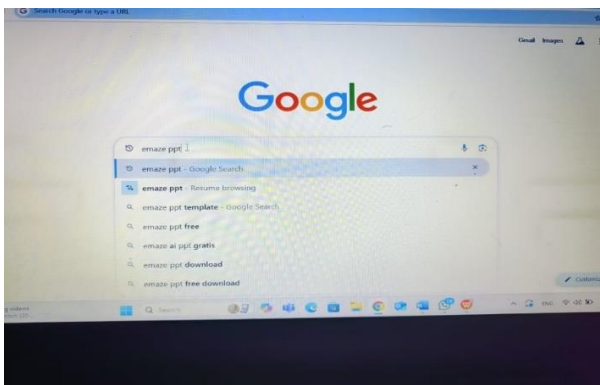 Search Google or type a URL
Gmail Images
Google
emaze ppt
emaze ppt - Google Search
emaze ppt - Resume browsing
emaze ppt template - Google Search
emaze ppt free
emaze ai ppt gratis
emaze ppt download
emaze ppt free download
Search
ENG